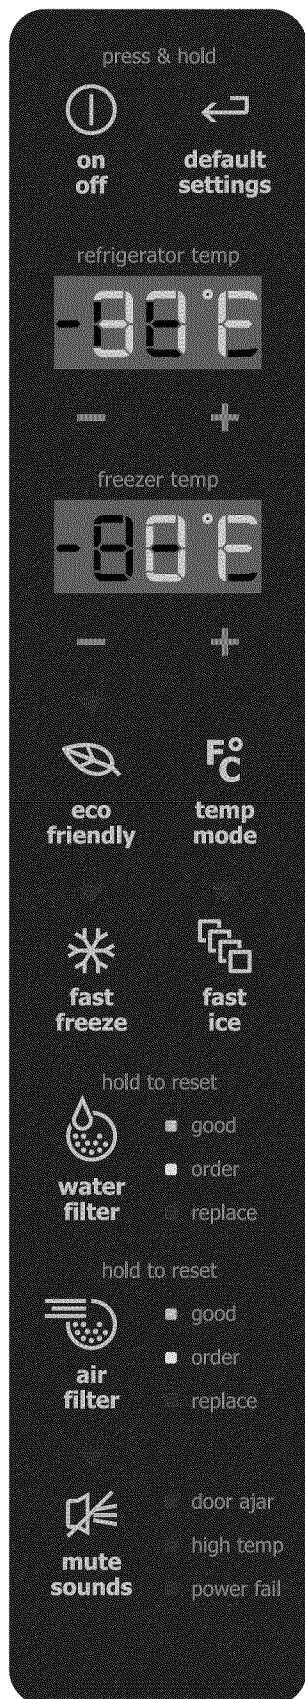 press & hold
on
off
default
settings
refrigerator temp
37°F
− +
freezer temp
0°F
− +
eco
friendly
F°
C
temp
mode
fast
freeze
fast
ice
hold to reset
water
filter
good
order
replace
hold to reset
air
filter
good
order
replace
mute
sounds
door ajar
high temp
power fail